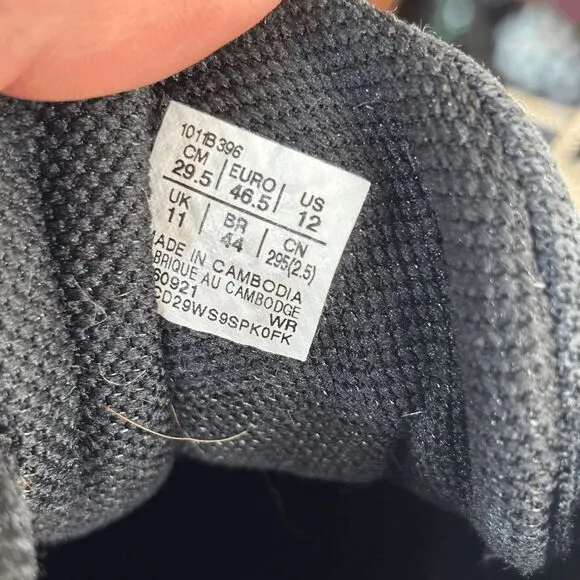 1011B396
CM EURO US
29.5 46.5 12
UK BR CN
11 44 295(2.5)
MADE IN CAMBODIA
BRIQUE AU CAMBODGE
60921 WR
CD29WS9SPK0FK